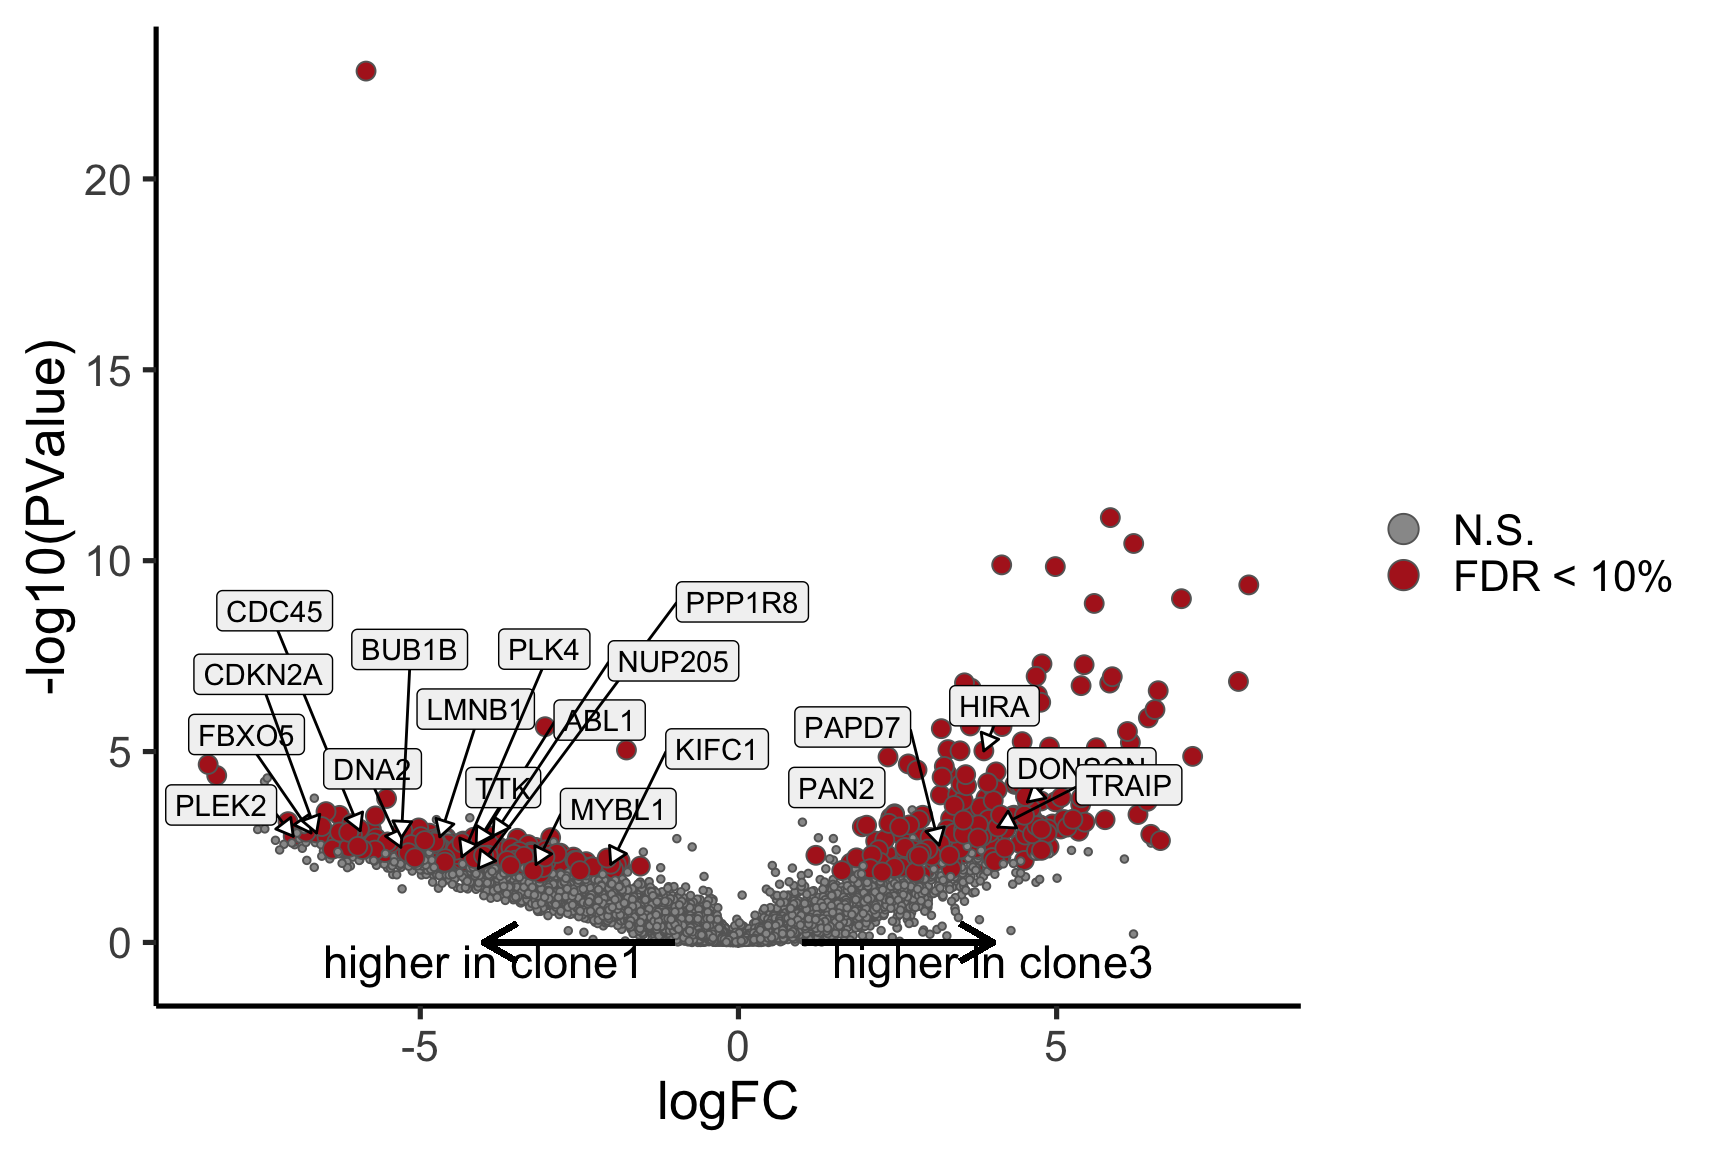 -log10(PValue)
20
15
10
5
0
CDC45
CDKN2A
FBXO5
PLEK2
BUB1B
DNA2
LMNB1
PLK4
TTK
PPP1R8
NUP205
ABL1
KIFC1
MYBL1
PAPD7
PAN2
HIRA
DONSON
TRAIP
N.S.
FDR < 10%
higher in clone1
higher in clone3
-5
0
5
logFC